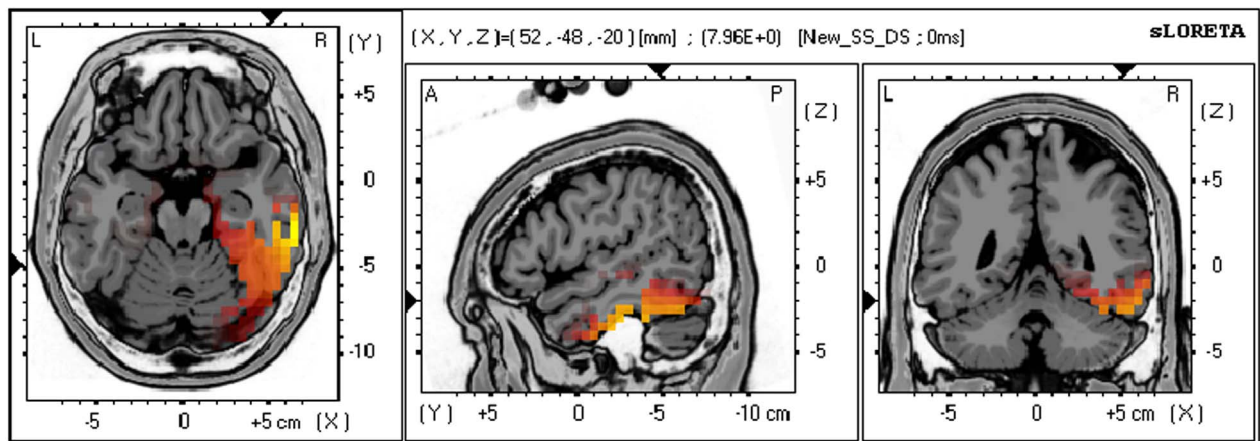 (X, Y, Z)=(52, -48, -20)[mm] ; (7.96E+0) [New_SS_DS ; 0ms]
sLORETA
L R (Y)
+5
0
-5
-10
-5 0 +5 cm (X)
A P (Z)
+5
0
-5
(Y) +5 0 -5 -10 cm
L R (Z)
+5
0
-5
-5 0 +5 cm (X)